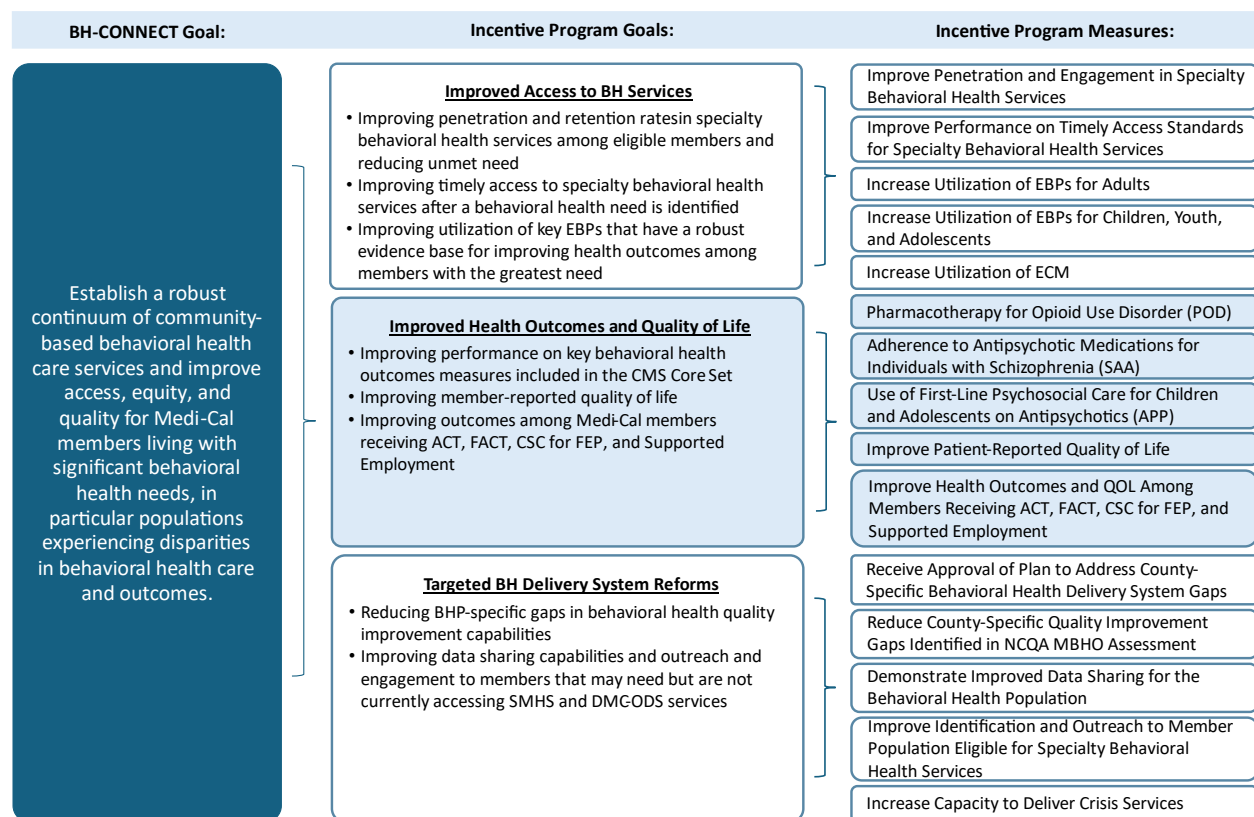 BH-CONNECT Goal:
Incentive Program Goals:
Incentive Program Measures:
Establish a robust
continuum of community-
based behavioral health
care services and improve
access, equity, and
quality for Medi-Cal
members living with
significant behavioral
health needs, in
particular populations
experiencing disparities
in behavioral health care
and outcomes.
Improved Access to BH Services
• Improving penetration and retention ratesin specialty
behavioral health services among eligible members and
reducing unmet need
• Improving timely access to specialty behavioral health
services after a behavioral health need is identified
• Improving utilization of key EBPs that have a robust
evidence base for improving health outcomes among
members with the greatest need
Improve Penetration and Engagement in Specialty
Behavioral Health Services
Improve Performance on Timely Access Standards
for Specialty Behavioral Health Services
Increase Utilization of EBPs for Adults
Increase Utilization of EBPs for Children, Youth,
and Adolescents
Increase Utilization of ECM
Improved Health Outcomes and Quality of Life
• Improving performance on key behavioral health
outcomes measures included in the CMS Core Set
• Improving member-reported quality of life
• Improving outcomes among Medi-Cal members
receiving ACT, FACT, CSC for FEP, and Supported
Employment
Pharmacotherapy for Opioid Use Disorder (POD)
Adherence to Antipsychotic Medications for
Individuals with Schizophrenia (SAA)
Use of First-Line Psychosocial Care for Children
and Adolescents on Antipsychotics (APP)
Improve Patient-Reported Quality of Life
Improve Health Outcomes and QOL Among
Members Receiving ACT, FACT, CSC for FEP, and
Supported Employment
Targeted BH Delivery System Reforms
• Reducing BHP-specific gaps in behavioral health quality
improvement capabilities
• Improving data sharing capabilities and outreach and
engagement to members that may need but are not
currently accessing SMHS and DMC-ODS services
Receive Approval of Plan to Address County-
Specific Behavioral Health Delivery System Gaps
Reduce County-Specific Quality Improvement
Gaps Identified in NCQA MBHO Assessment
Demonstrate Improved Data Sharing for the
Behavioral Health Population
Improve Identification and Outreach to Member
Population Eligible for Specialty Behavioral
Health Services
Increase Capacity to Deliver Crisis Services